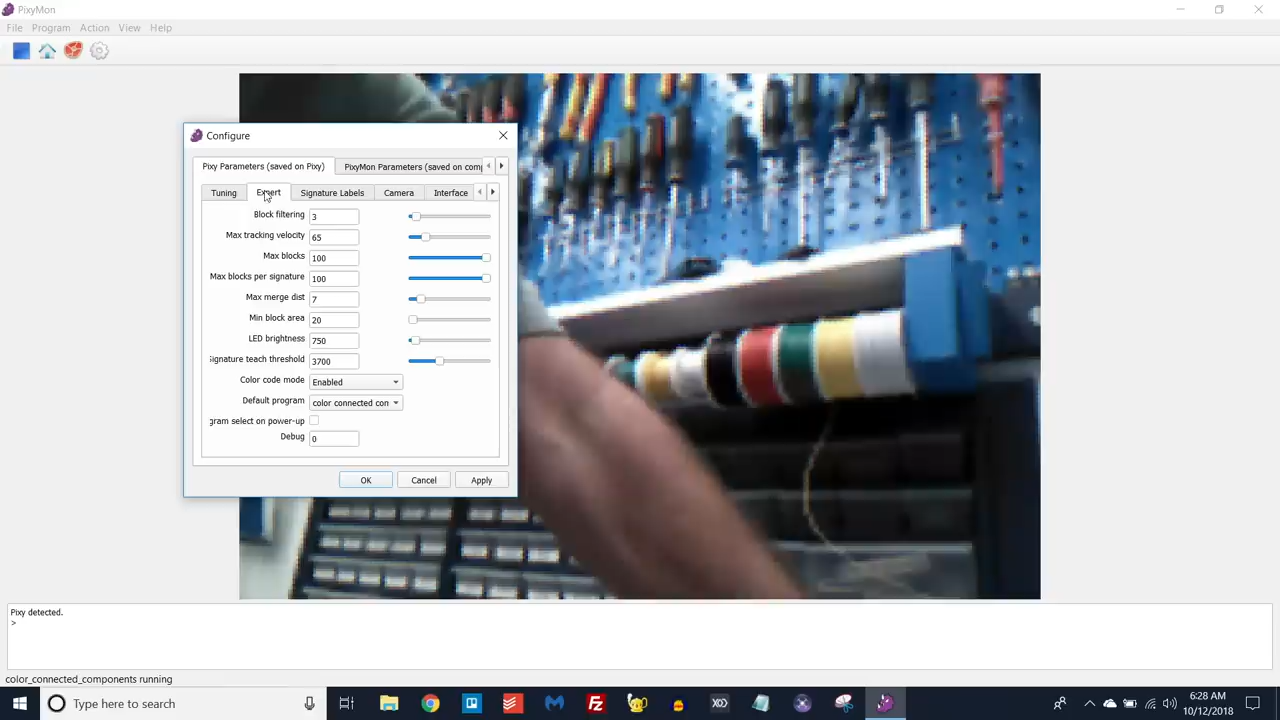 PixyMon
File Program Action View Help
Configure
Pixy Parameters (saved on Pixy) PixyMon Parameters (saved on com
Tuning Expert Signature Labels Camera Interface
Block filtering 3
Max tracking velocity 65
Max blocks 100
Max blocks per signature 100
Max merge dist 7
Min block area 20
LED brightness 750
Signature teach threshold 3700
Color code mode Enabled
Default program color connected con
gram select on power-up
Debug 0
OK Cancel Apply
Pixy detected.
>
color_connected_components running
Type here to search
6:28 AM
10/12/2018